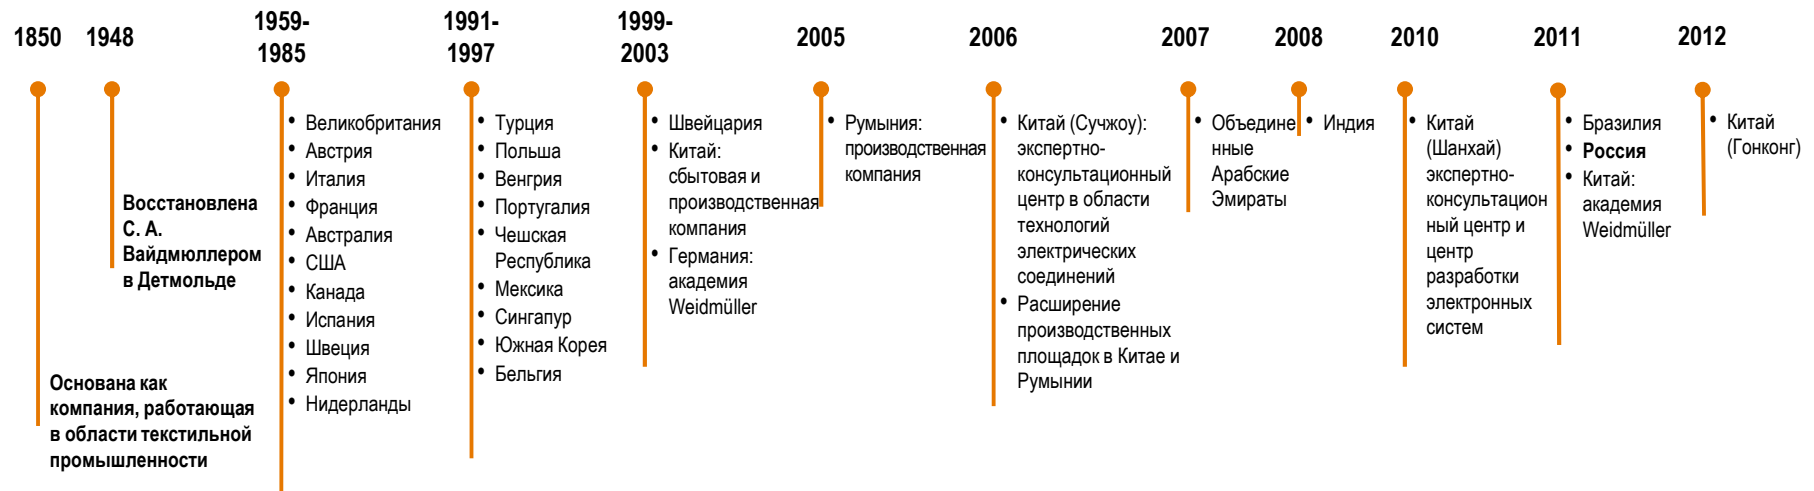 1850
Основана как
компания, работающая
в области текстильной
промышленности
1948
Восстановлена
С. А.
Вайдмюллером
в Детмольде
1959-
1985
• Великобритания
• Австрия
• Италия
• Франция
• Австралия
• США
• Канада
• Испания
• Швеция
• Япония
• Нидерланды
1991-
1997
• Турция
• Польша
• Венгрия
• Португалия
• Чешская
Республика
• Мексика
• Сингапур
• Южная Корея
• Бельгия
1999-
2003
• Швейцария
• Китай:
сбытовая и
производственная
компания
• Германия:
академия
Weidmüller
2005
• Румыния:
производственная
компания
2006
• Китай (Сучжоу):
экспертно-
консультационный
центр в области
технологий
электрических
соединений
• Расширение
производственных
площадок в Китае и
Румынии
2007
• Объедине
нные
Арабские
Эмираты
2008
• Индия
2010
• Китай
(Шанхай)
экспертно-
консультацион
ный центр и
центр
разработки
электронных
систем
2011
• Бразилия
• Россия
• Китай:
академия
Weidmüller
2012
• Китай
(Гонконг)